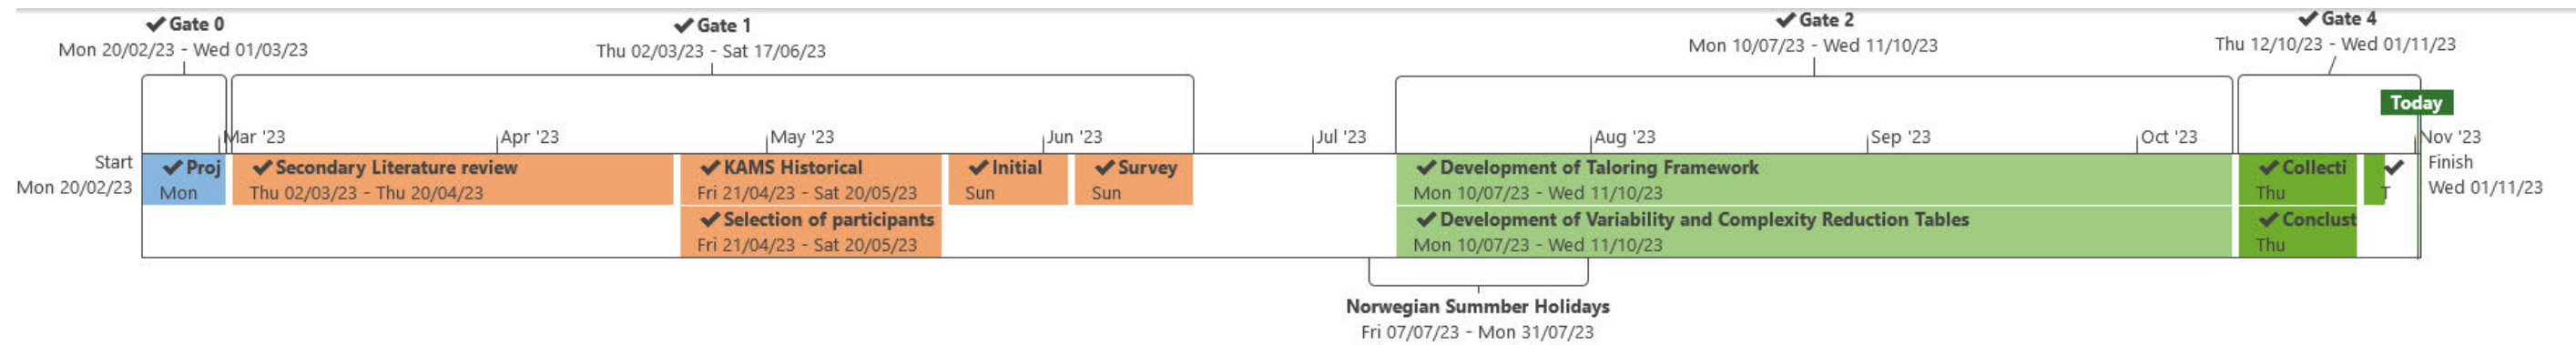 ✔Gate 0
Mon 20/02/23 - Wed 01/03/23
✔Gate 1
Thu 02/03/23 - Sat 17/06/23
✔Gate 2
Mon 10/07/23 - Wed 11/10/23
✔Gate 4
Thu 12/10/23 - Wed 01/11/23
Today
Mar '23
Apr '23
May '23
Jun '23
Jul '23
Aug '23
Sep '23
Oct '23
Nov '23
Start
Mon 20/02/23
✔Proj
Mon
✔Secondary Literature review
Thu 02/03/23 - Thu 20/04/23
✔KAMS Historical
Fri 21/04/23 - Sat 20/05/23
✔Selection of participants
Fri 21/04/23 - Sat 20/05/23
✔Initial
Sun
✔Survey
Sun
✔Development of Taloring Framework
Mon 10/07/23 - Wed 11/10/23
✔Development of Variability and Complexity Reduction Tables
Mon 10/07/23 - Wed 11/10/23
✔Collecti
Thu
✔Conclust
Thu
✔
T
Finish
Wed 01/11/23
Norwegian Summber Holidays
Fri 07/07/23 - Mon 31/07/23